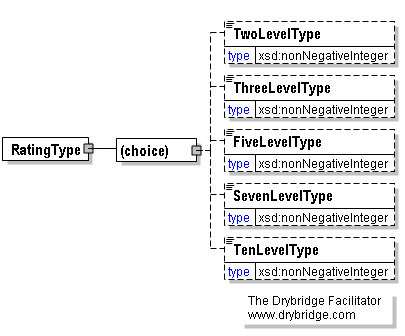 TwoLevelType
type xsd:nonNegativeInteger
ThreeLevelType
type xsd:nonNegativeInteger
RatingType (choice)
FiveLevelType
type xsd:nonNegativeInteger
SevenLevelType
type xsd:nonNegativeInteger
TenLevelType
type xsd:nonNegativeInteger
The Drybridge Facilitator
www.drybridge.com